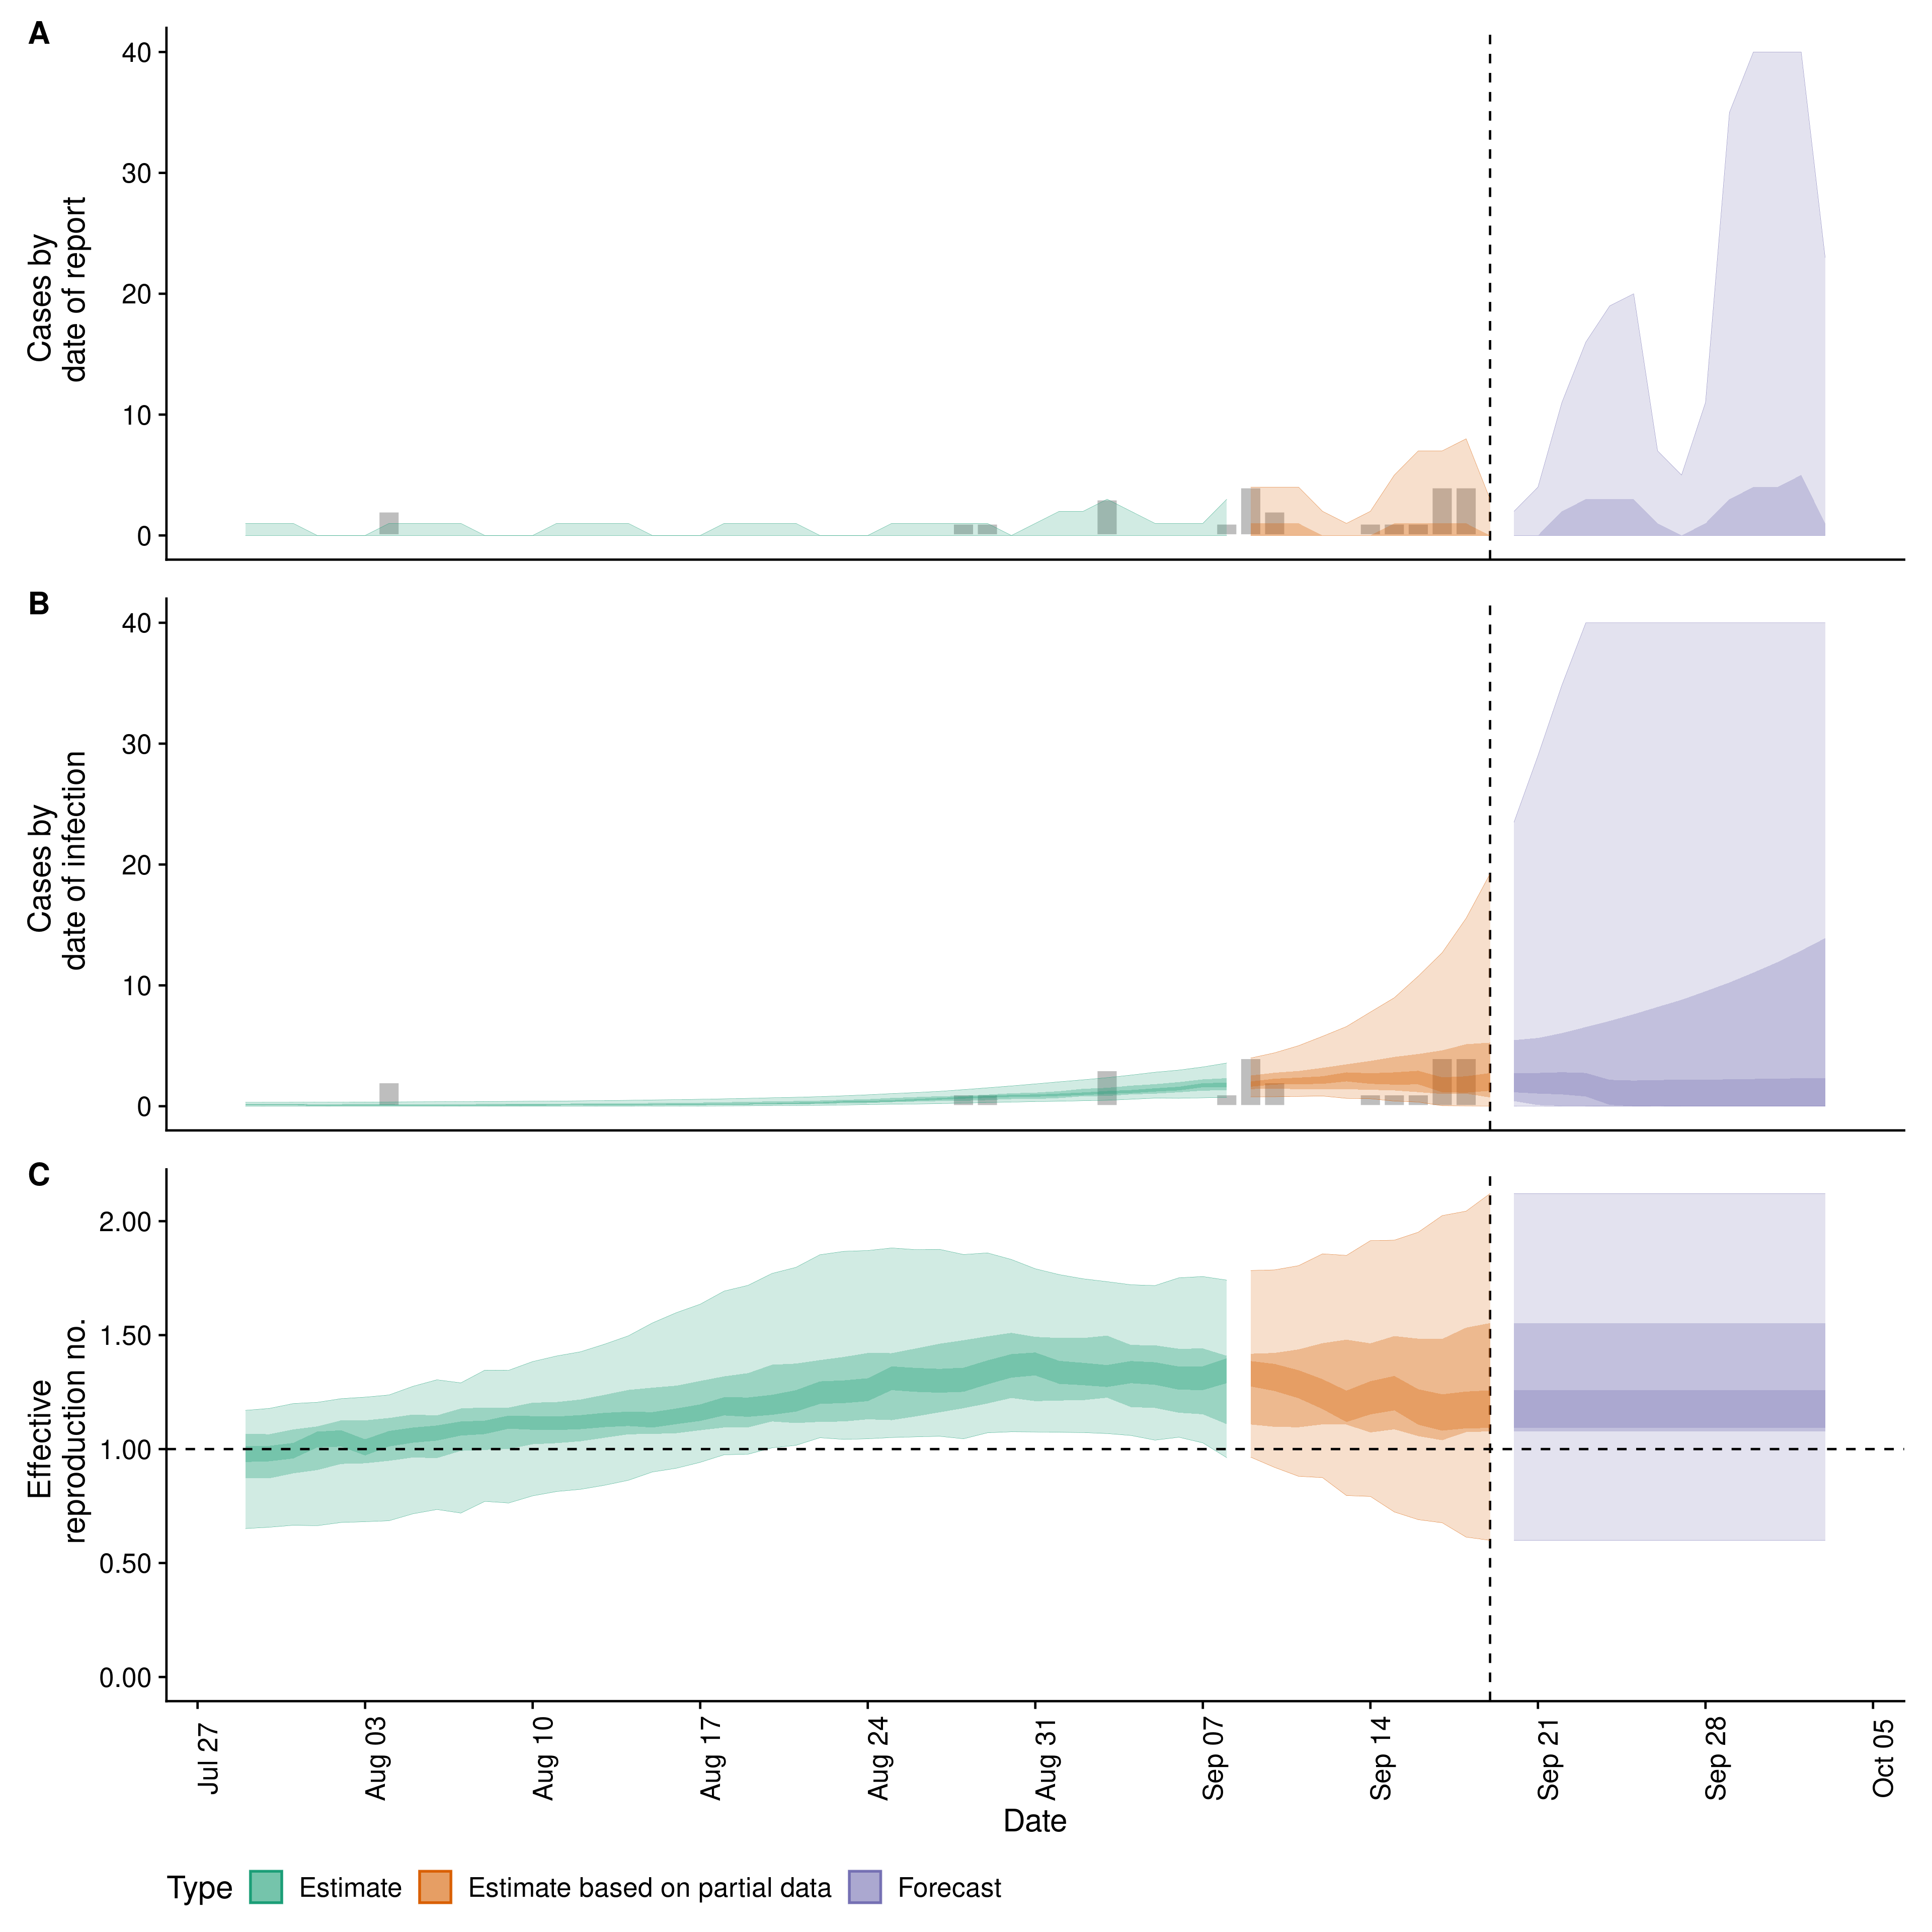 A
40
30
20
10
0
Cases by
date of report
B
40
30
20
10
0
Cases by
date of infection
C
2.00
1.50
1.00
0.50
0.00
Effective
reproduction no.
Jul 27
Aug 03
Aug 10
Aug 17
Aug 24
Aug 31
Sep 07
Sep 14
Sep 21
Sep 28
Oct 05
Date
Type Estimate Estimate based on partial data Forecast